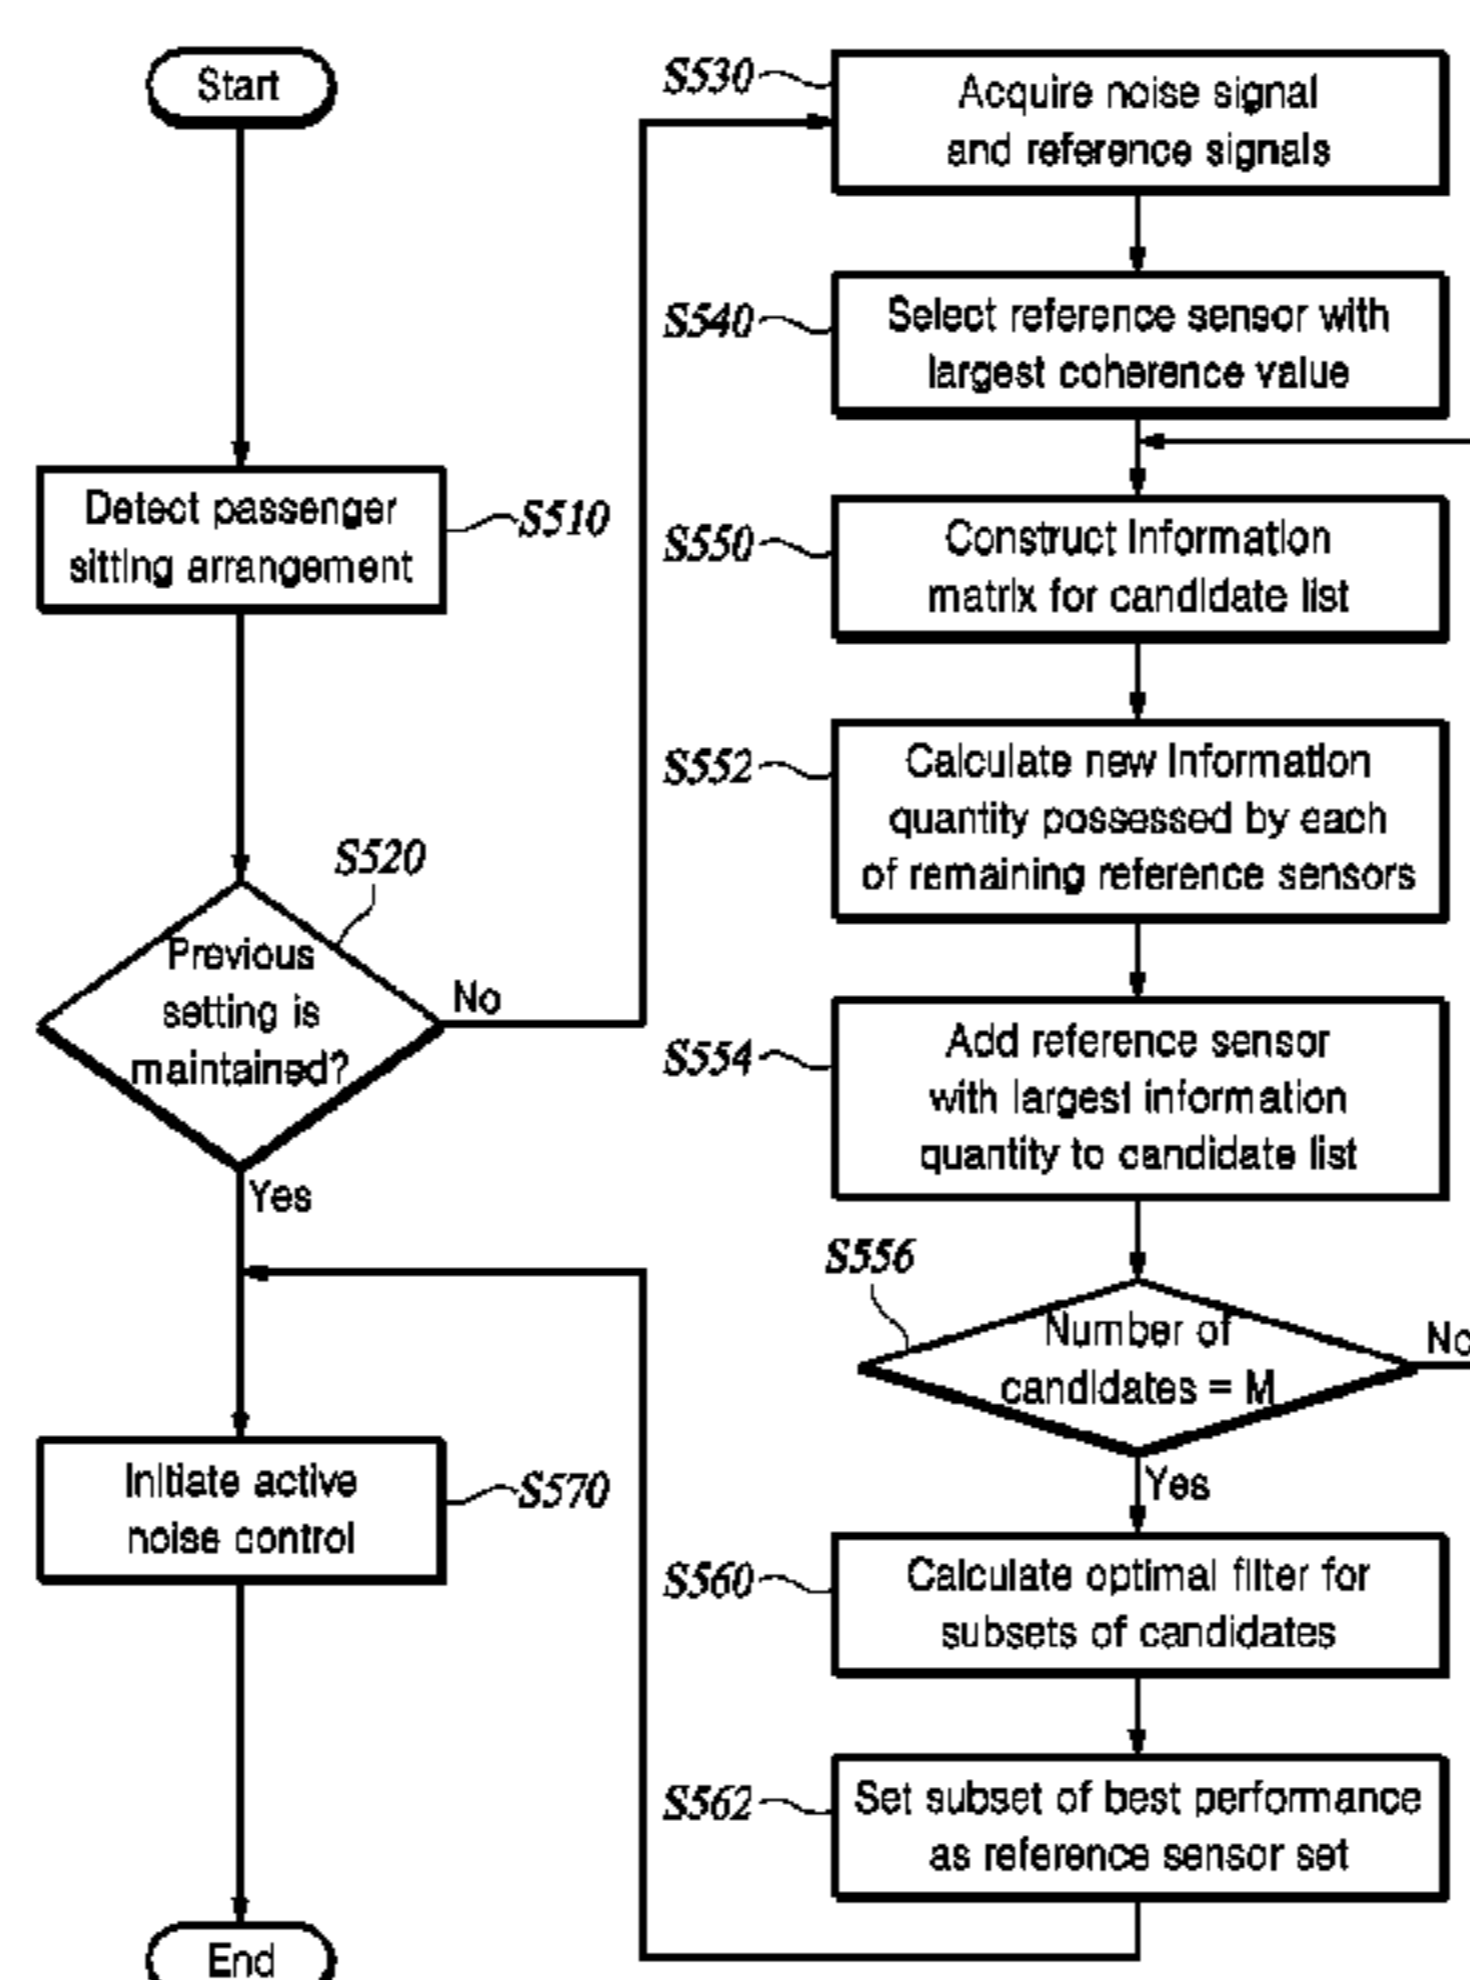 Start
Detect passenger
sitting arrangement
S510
S520
Previous
setting is
maintained?
No
Yes
Initiate active
noise control
S570
End
S530
Acquire noise signal
and reference signals
S540
Select reference sensor with
largest coherence value
S550
Construct information
matrix for candidate list
S552
Calculate new information
quantity possessed by each
of remaining reference sensors
S554
Add reference sensor
with largest information
quantity to candidate list
S556
Number of
candidates = M
No
Yes
S560
Calculate optimal filter for
subsets of candidates
S562
Set subset of best performance
as reference sensor set